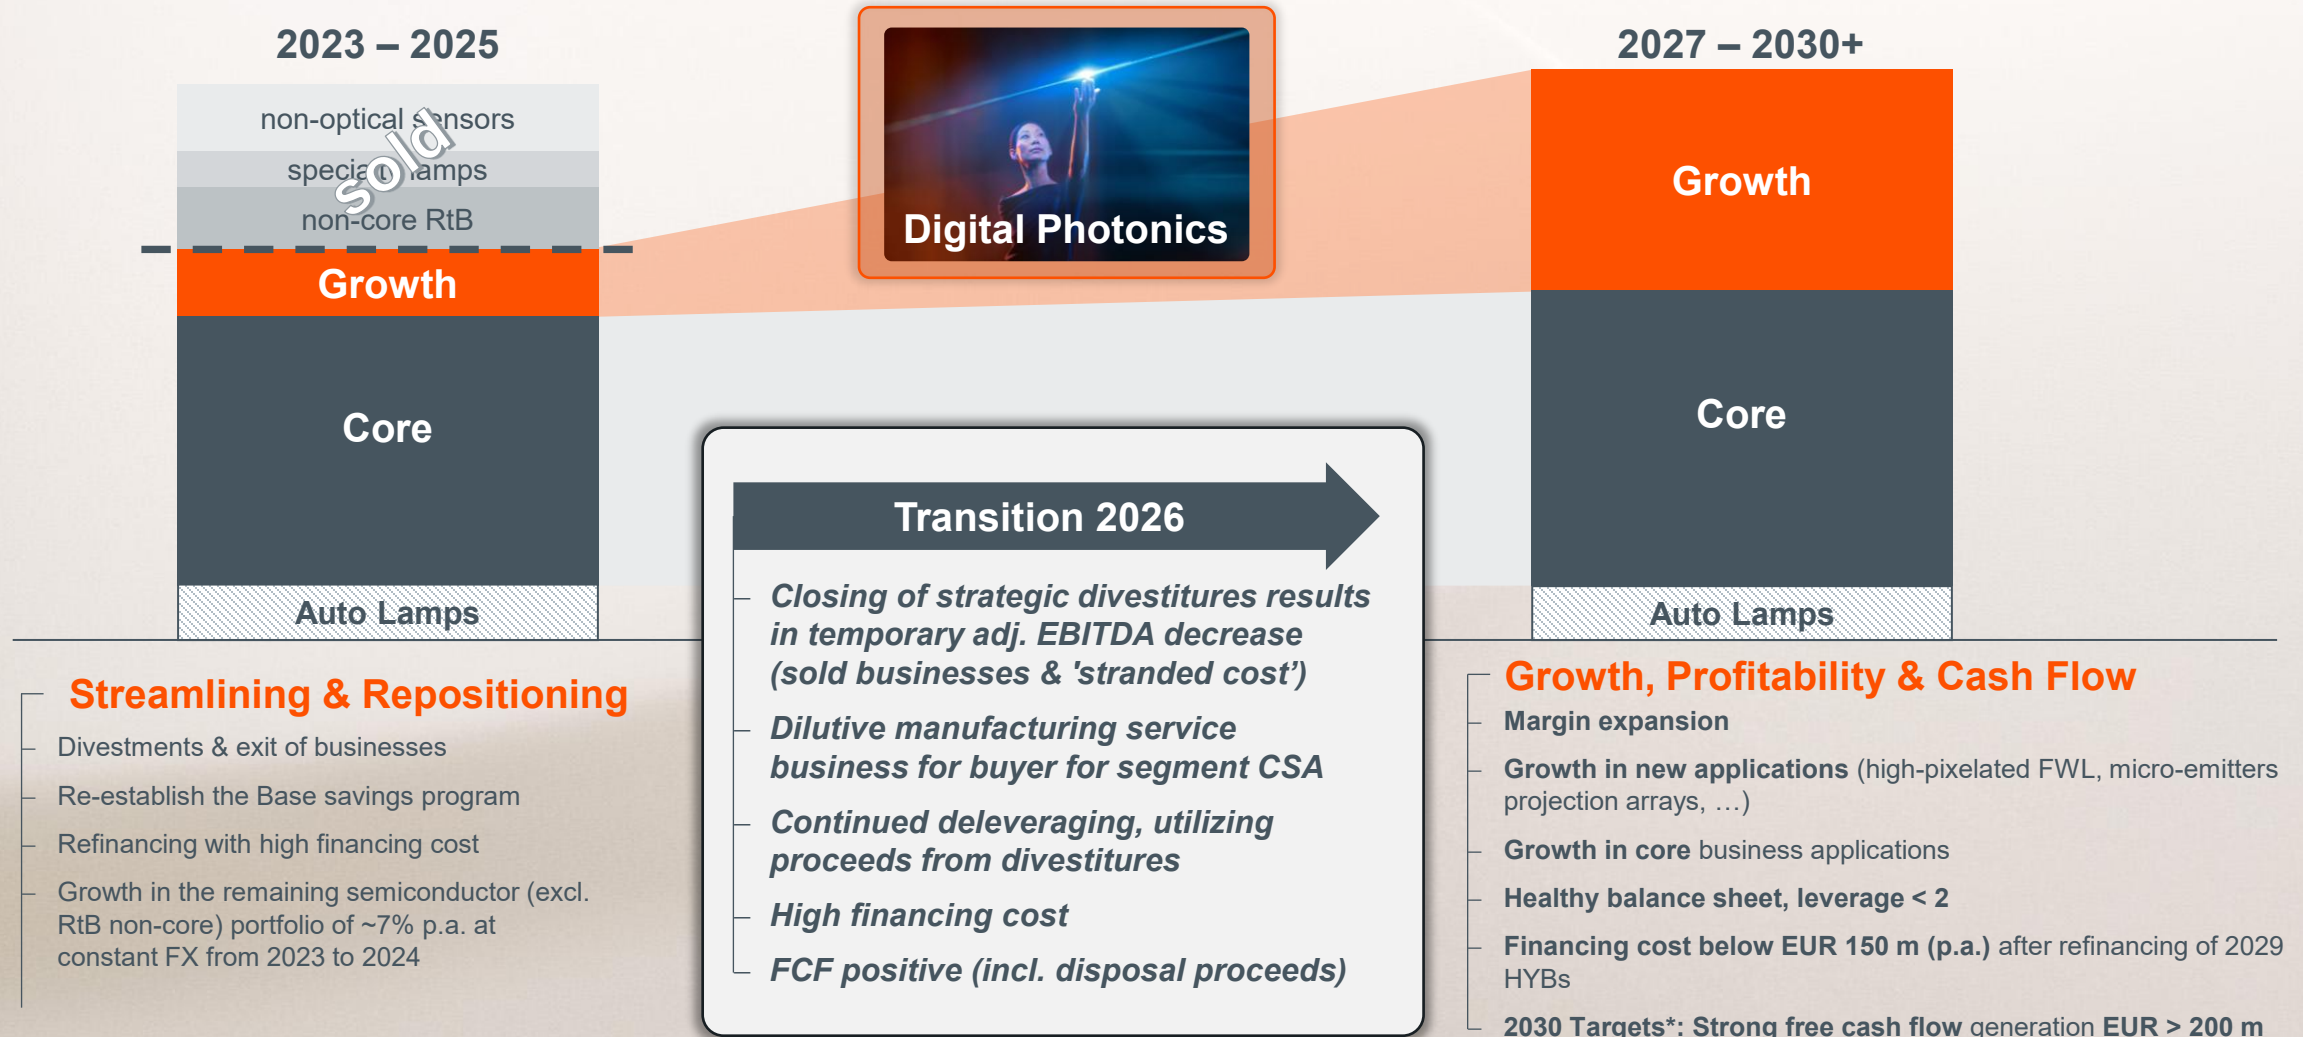 2023 – 2025
non-optical sensors
specialty lamps
non-core RtB
sold
Growth
Core
Auto Lamps
Streamlining & Repositioning
Divestments & exit of businesses
Re-establish the Base savings program
Refinancing with high financing cost
Growth in the remaining semiconductor (excl.
RtB non-core) portfolio of ~7% p.a. at
constant FX from 2023 to 2024
Digital Photonics
Transition 2026
Closing of strategic divestitures results
in temporary adj. EBITDA decrease
(sold businesses & 'stranded cost’)
Dilutive manufacturing service
business for buyer for segment CSA
Continued deleveraging, utilizing
proceeds from divestitures
High financing cost
FCF positive (incl. disposal proceeds)
2027 – 2030+
Growth
Core
Auto Lamps
Growth, Profitability & Cash Flow
Margin expansion
Growth in new applications (high-pixelated FWL, micro-emitters
projection arrays, …)
Growth in core business applications
Healthy balance sheet, leverage < 2
Financing cost below EUR 150 m (p.a.) after refinancing of 2029
HYBs
2030 Targets*: Strong free cash flow generation EUR > 200 m